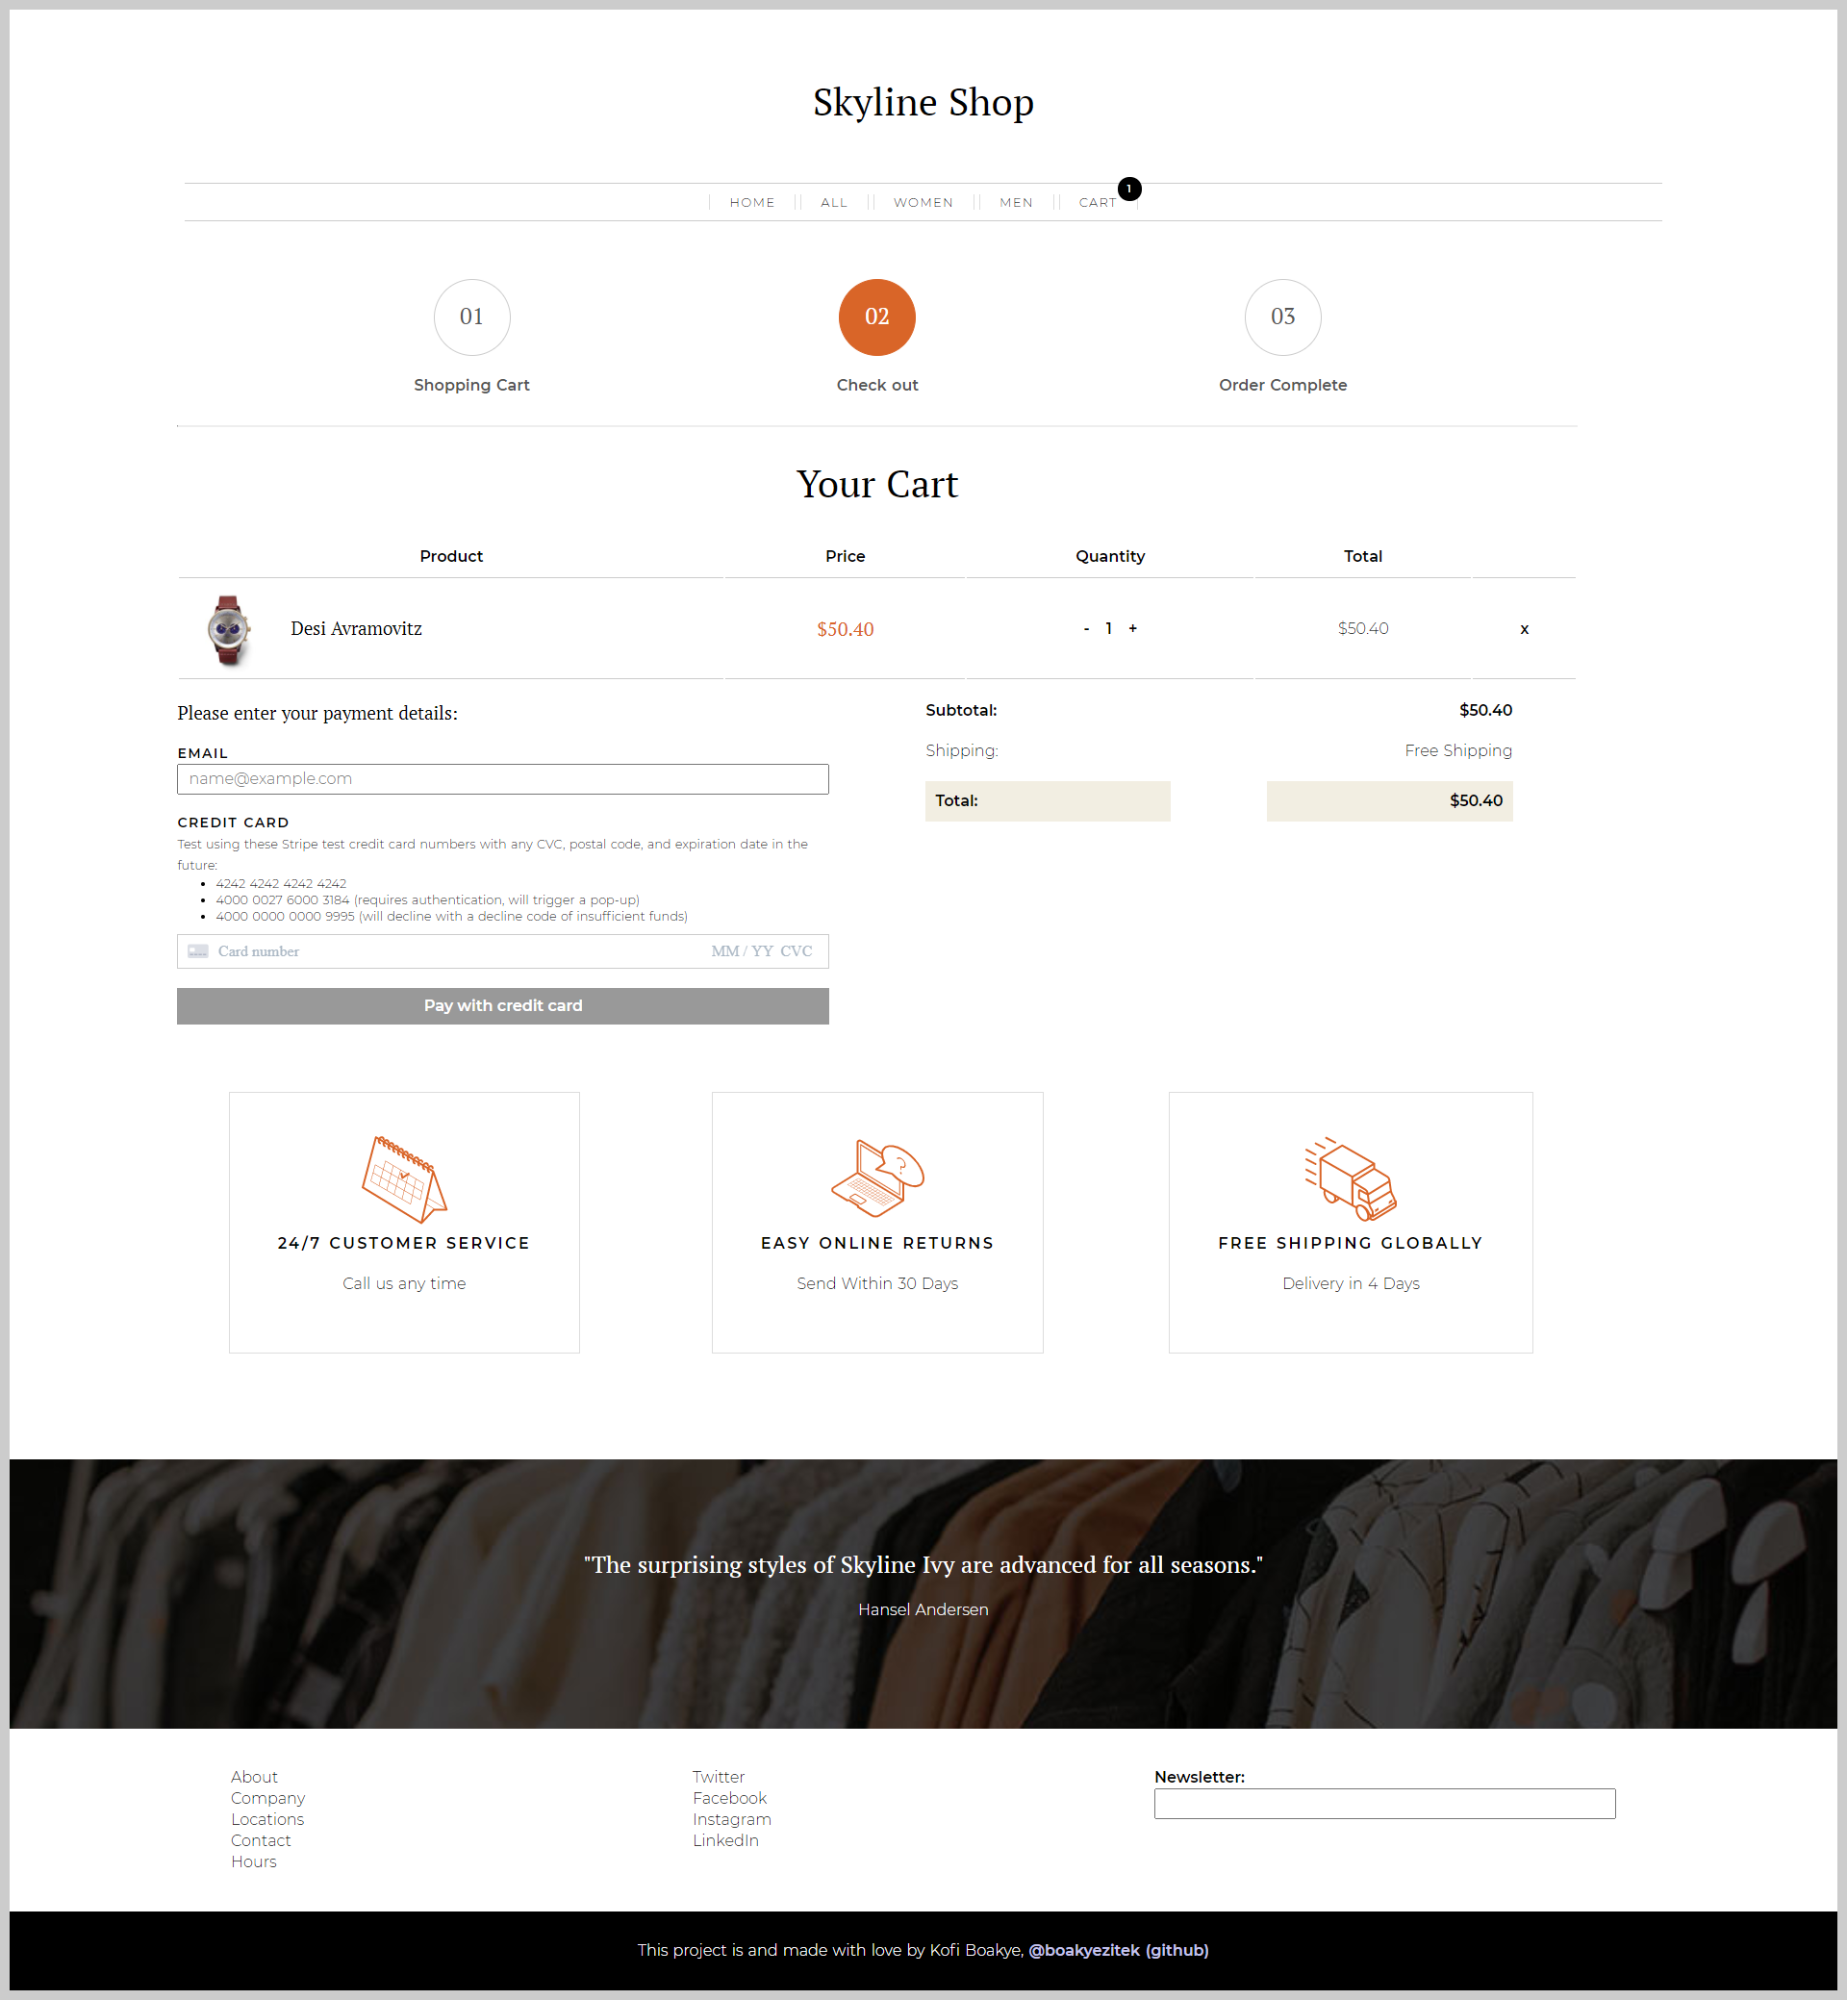 Skyline Shop
HOME ALL WOMEN MEN CART 1
01 02 03
Shopping Cart Check out Order Complete
Your Cart
Product Price Quantity Total
Desi Avramovitz $50.40 - 1 + $50.40 x
Please enter your payment details:
EMAIL
name@example.com
CREDIT CARD
Test using these Stripe test credit card numbers with any CVC, postal code, and expiration date in the
future:
• 4242 4242 4242 4242
• 4000 0027 6000 3184 (requires authentication, will trigger a pop-up)
• 4000 0000 0000 9995 (will decline with a decline code of insufficient funds)
Card number MM / YY CVC
Pay with credit card
Subtotal: $50.40
Shipping: Free Shipping
Total: $50.40
24/7 CUSTOMER SERVICE
Call us any time
?
EASY ONLINE RETURNS
Send Within 30 Days
FREE SHIPPING GLOBALLY
Delivery in 4 Days
"The surprising styles of Skyline Ivy are advanced for all seasons."
Hansel Andersen
About
Company
Locations
Contact
Hours
Twitter
Facebook
Instagram
LinkedIn
Newsletter:
This project is and made with love by Kofi Boakye, @boakyezitek (github)